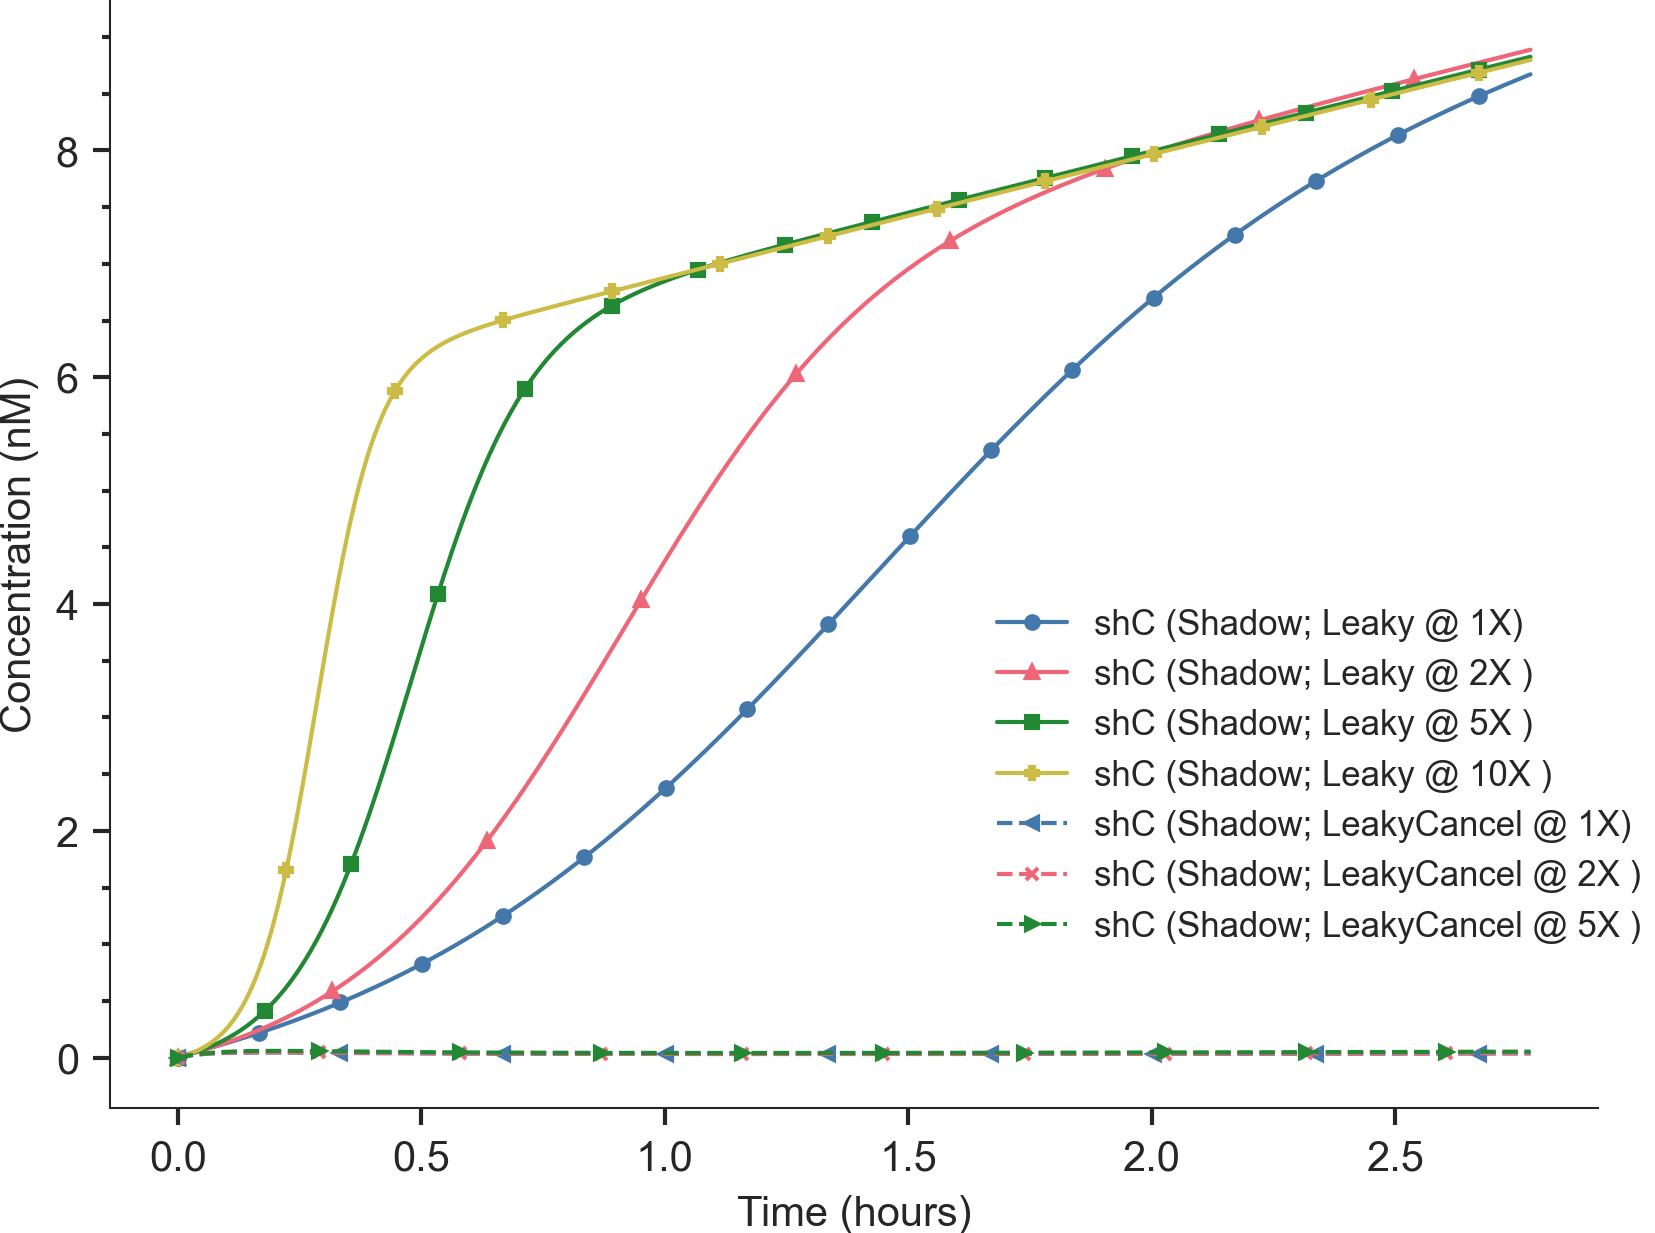 Concentration (nM)
8
6
4
2
0
shC (Shadow; Leaky @ 1X)
shC (Shadow; Leaky @ 2X )
shC (Shadow; Leaky @ 5X )
shC (Shadow; Leaky @ 10X )
shC (Shadow; LeakyCancel @ 1X)
shC (Shadow; LeakyCancel @ 2X )
shC (Shadow; LeakyCancel @ 5X )
0.0 0.5 1.0 1.5 2.0 2.5
Time (hours)